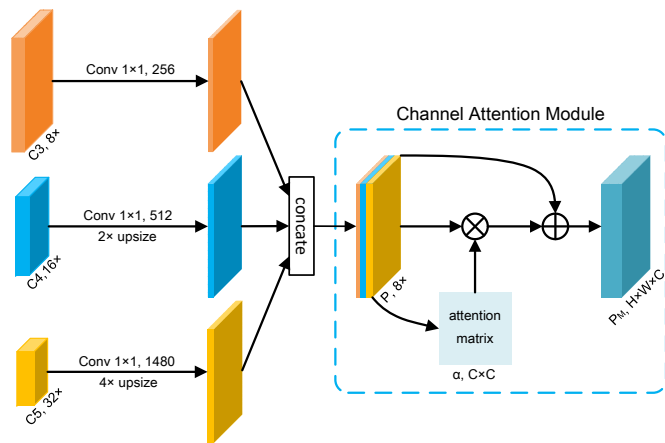 Conv 1×1, 256
C3, 8×
Channel Attention Module
Conv 1×1, 512
2× upsize
C4,16×
concate
P, 8×
attention
matrix
α, C×C
P_M, H×W×C
Conv 1×1, 1480
4× upsize
C5, 32×